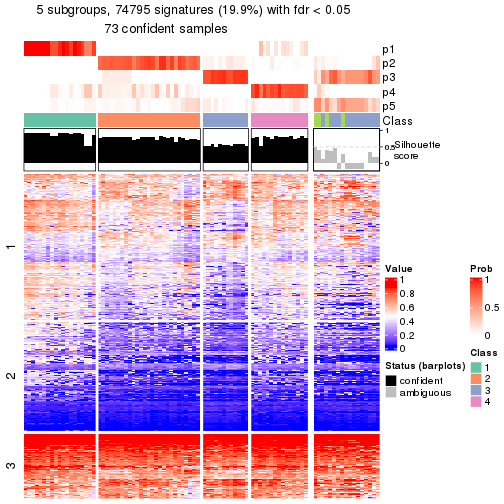 5 subgroups, 74795 signatures (19.9%) with fdr < 0.05
73 confident samples
p1
p2
p3
p4
p5
Class
1
0.5
0
Silhouette
score
1
2
3
Value
1
0.8
0.6
0.4
0.2
0
Status (barplots)
confident
ambiguous
Prob
1
0.5
0
Class
1
2
3
4